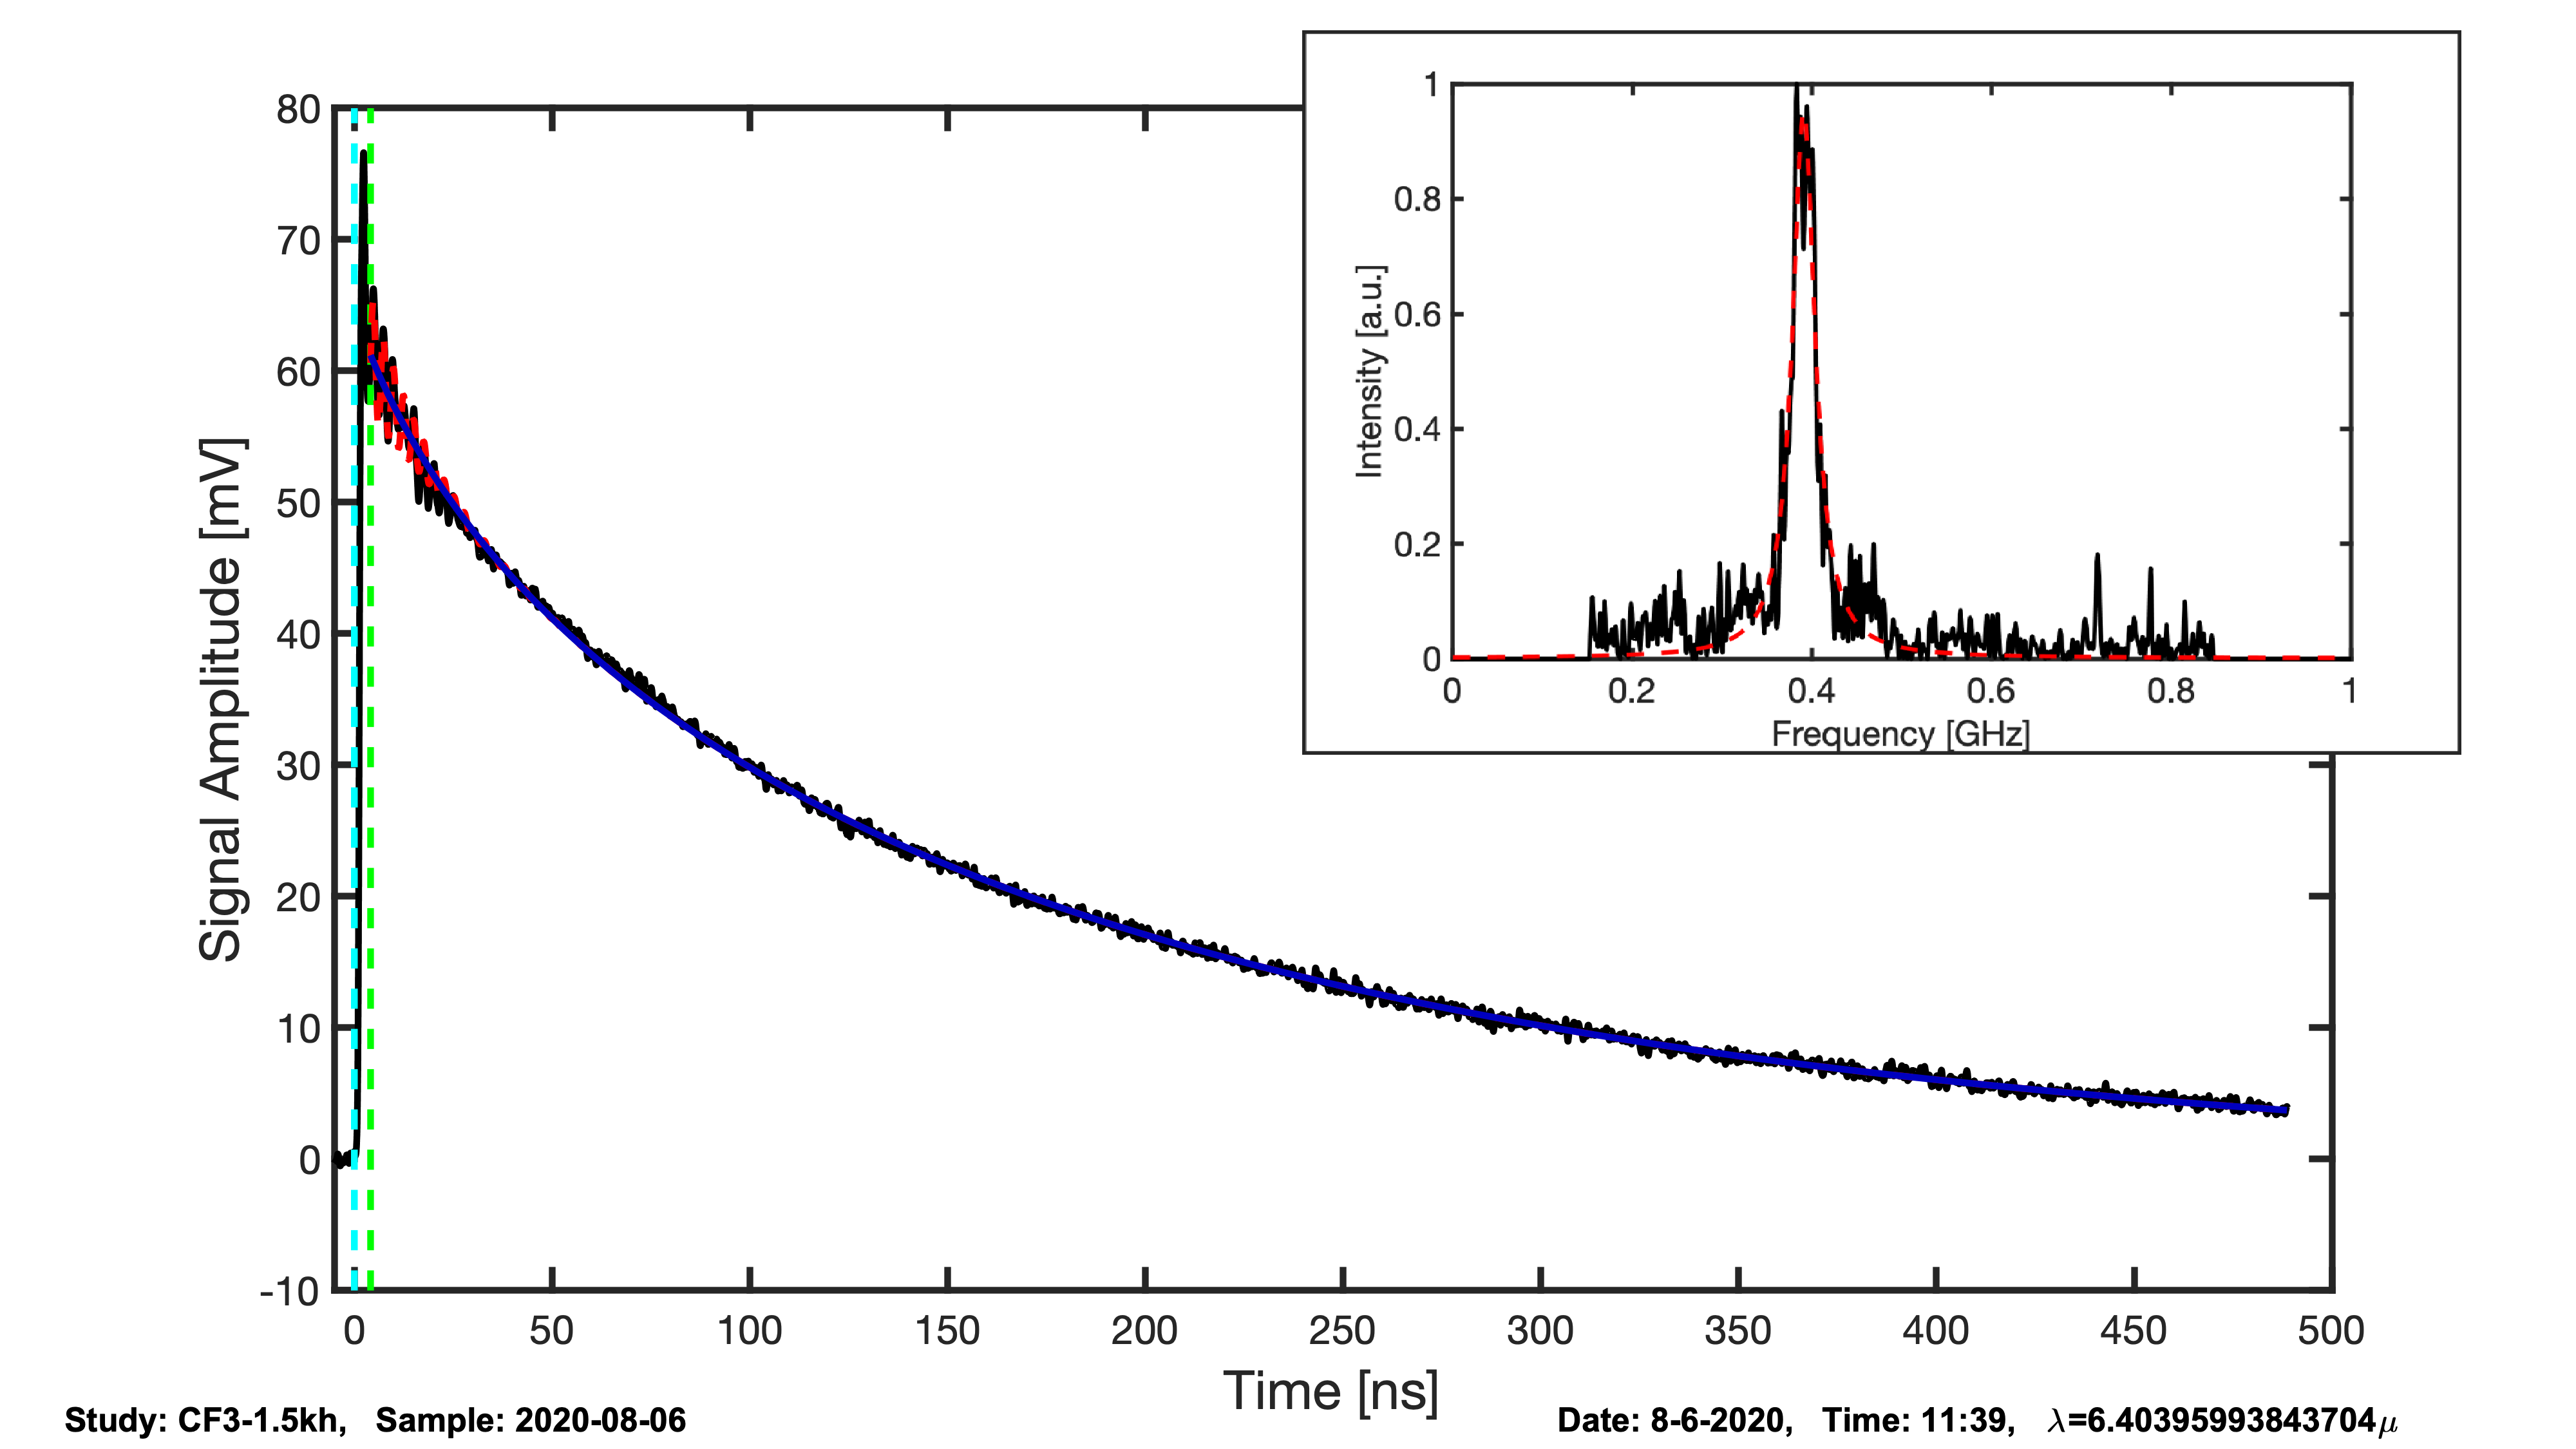 1
0.8
0.6
0.4
0.2
0
Intensity [a.u.]
0 0.2 0.4 0.6 0.8 1
Frequency [GHz]
80
70
60
50
40
30
20
10
0
-10
Signal Amplitude [mV]
0 50 100 150 200 250 300 350 400 450 500
Time [ns]
Study: CF3-1.5kh, Sample: 2020-08-06
Date: 8-6-2020, Time: 11:39, λ=6.40395993843704μ